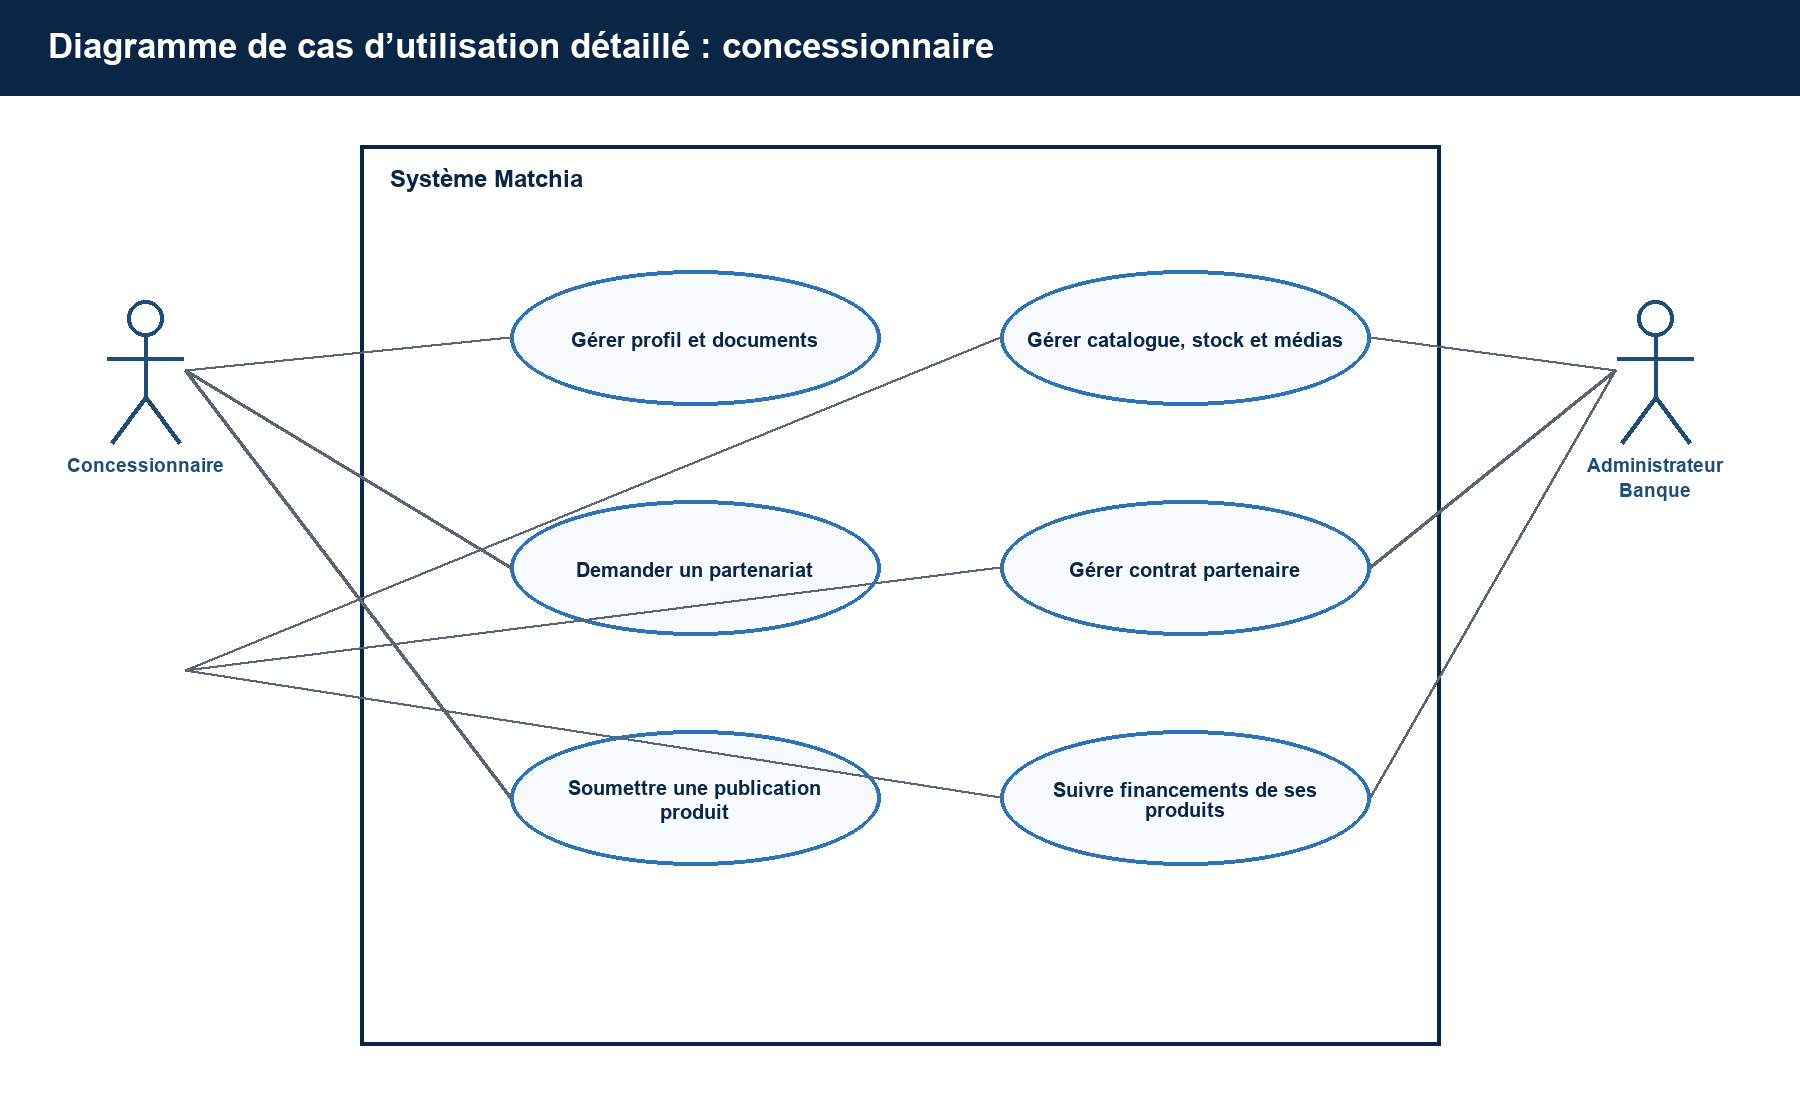 Diagramme de cas d’utilisation détaillé : concessionnaire
Système Matchia
Gérer profil et documents
Gérer catalogue, stock et médias
Concessionnaire
Administrateur
Banque
Demander un partenariat
Gérer contrat partenaire
Soumettre une publication
produit
Suivre financements de ses
produits